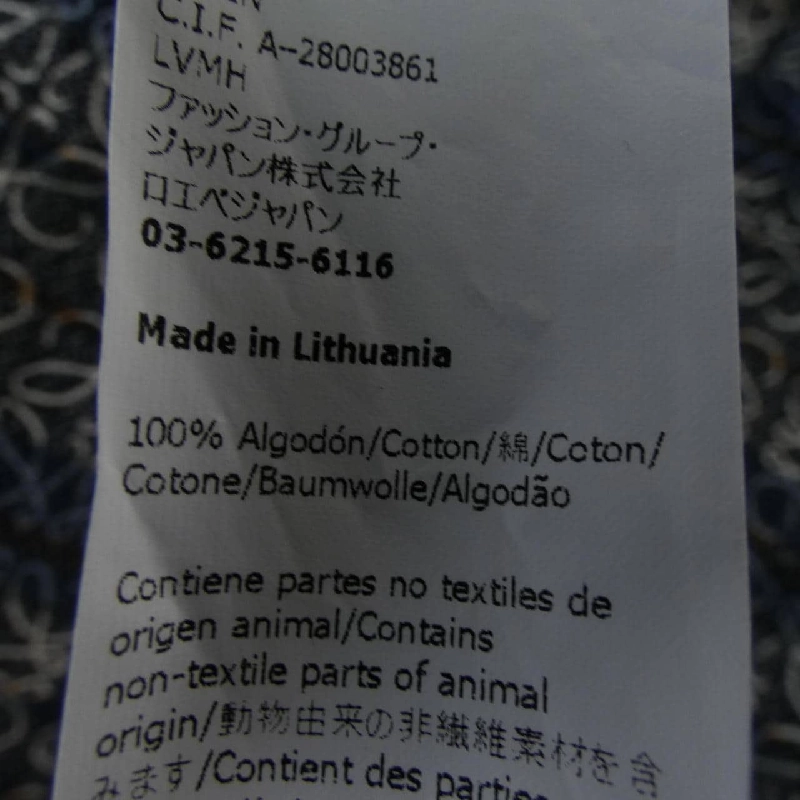 C.I.F. A-28003861
LVMH
ファッション・グループ・
ジャパン株式会社
ロエベジャパン
03-6215-6116
Made in Lithuania
100% Algodón/Cotton/綿/Coton/
Cotone/Baumwolle/Algodão
Contiene partes no textiles de
origen animal/Contains
non-textile parts of animal
origin/動物由来の非繊維素材を含
みます/Contient des parties